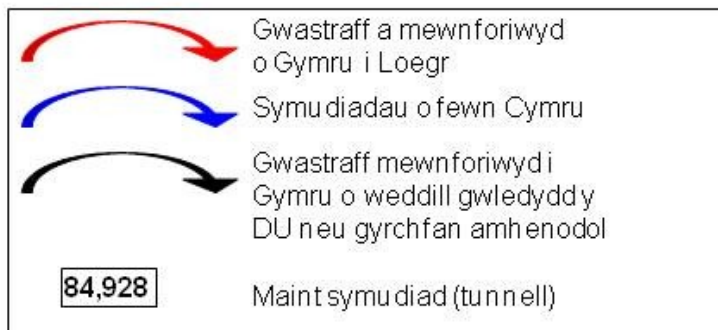 Gwastraff a mewnforiwyd
o Gymru i Loegr
Symudiadau o fewn Cymru
Gwastraff mewnforiwyd i
Gymru o weddill gwledydd y
DU neu gyrchfan amhenodol
84,928
Maint symudiad (tunnell)